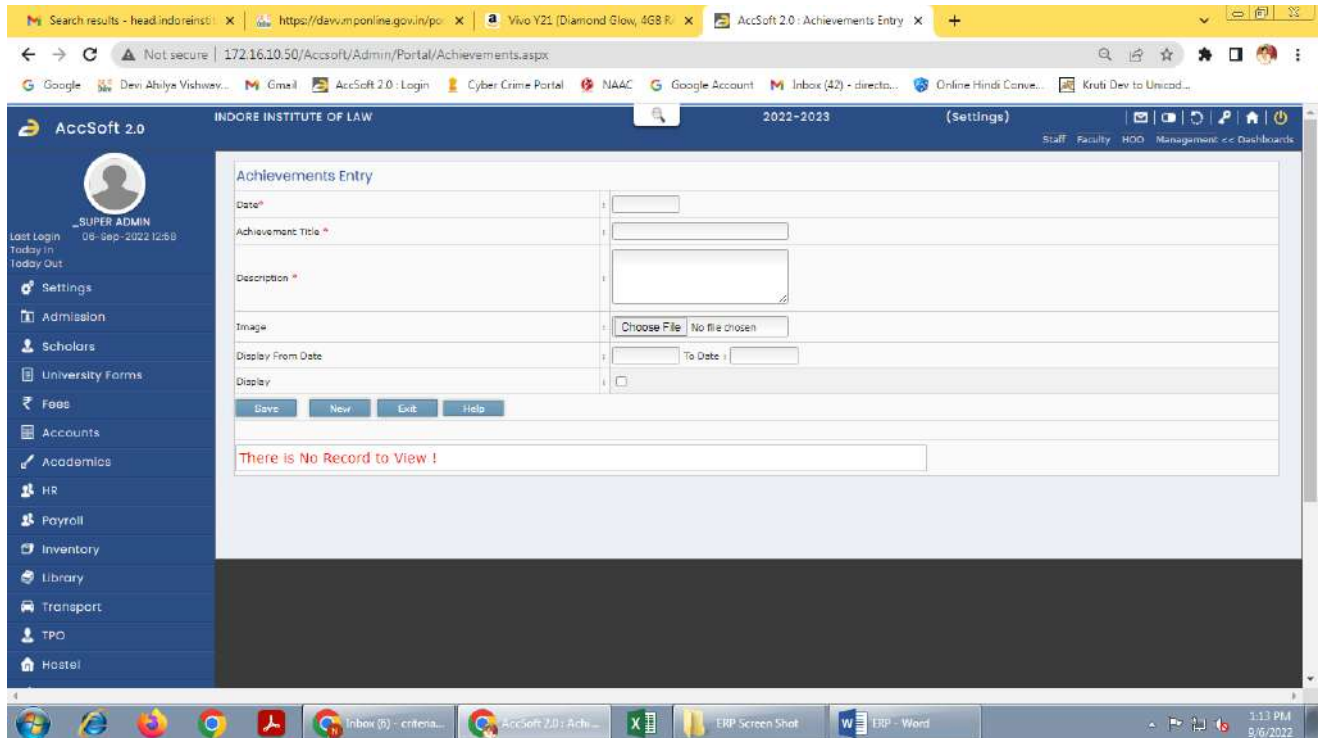 Search results - head.indoreinsti
https://davv.mponline.gov.in/por
Vivo Y21 (Diamond Glow, 4GB R
AccSoft 2.0 : Achievements Entry
Not secure | 172.16.10.50/Accsoft/Admin/Portal/Achievements.aspx
Google
Devi Ahilya Vishwav...
Gmail
AccSoft 2.0 : Login
Cyber Crime Portal
NAAC
Google Account
Inbox (42) - directo...
Online Hindi Conve...
Kruti Dev to Unicod...
AccSoft 2.0
INDORE INSTITUTE OF LAW
2022-2023
(Settings)
Staff Faculty HOD Management << Dashboards
_SUPER ADMIN
Last Login 06-Sep-2022 12:58
Today In
Today Out
Settings
Admission
Scholars
University Forms
Fees
Accounts
Academics
HR
Payroll
Inventory
Library
Transport
TPO
Hostel
Achievements Entry
Date* :
Achievement Title * :
Description * :
Image : Choose File No file chosen
Display From Date : To Date :
Display :
Save New Exit Help
There is No Record to View !
Inbox (6) - criteria...
AccSoft 2.0 : Achi...
ERP Screen Shot
ERP - Word
1:13 PM
9/6/2022